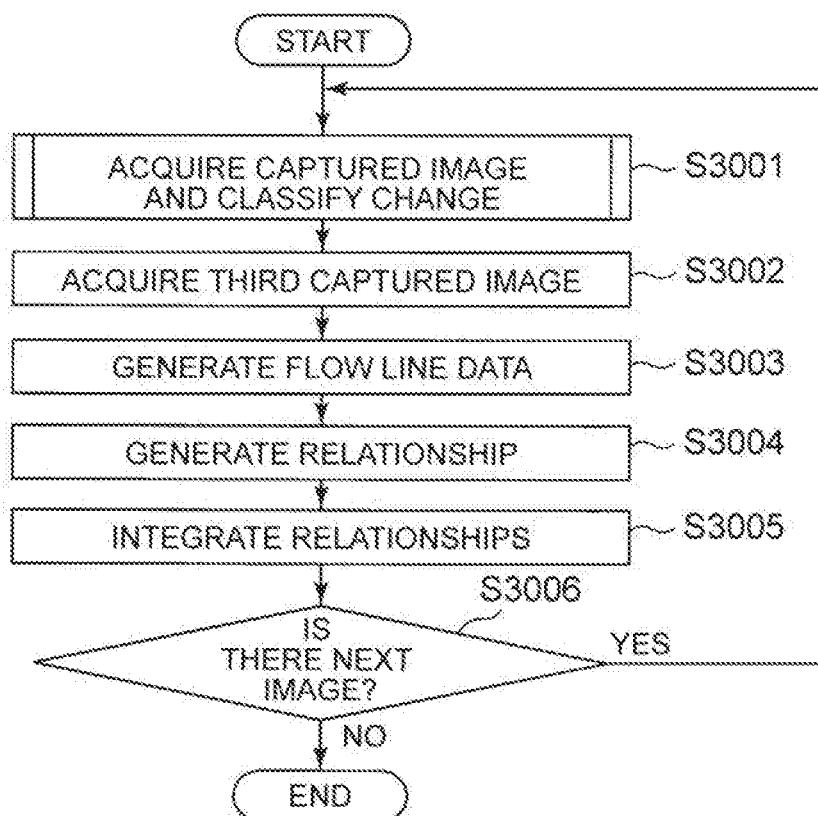 START
ACQUIRE CAPTURED IMAGE
AND CLASSIFY CHANGE
S3001
ACQUIRE THIRD CAPTURED IMAGE
S3002
GENERATE FLOW LINE DATA
S3003
GENERATE RELATIONSHIP
S3004
INTEGRATE RELATIONSHIPS
S3005
S3006
IS
THERE NEXT
IMAGE?
YES
NO
END